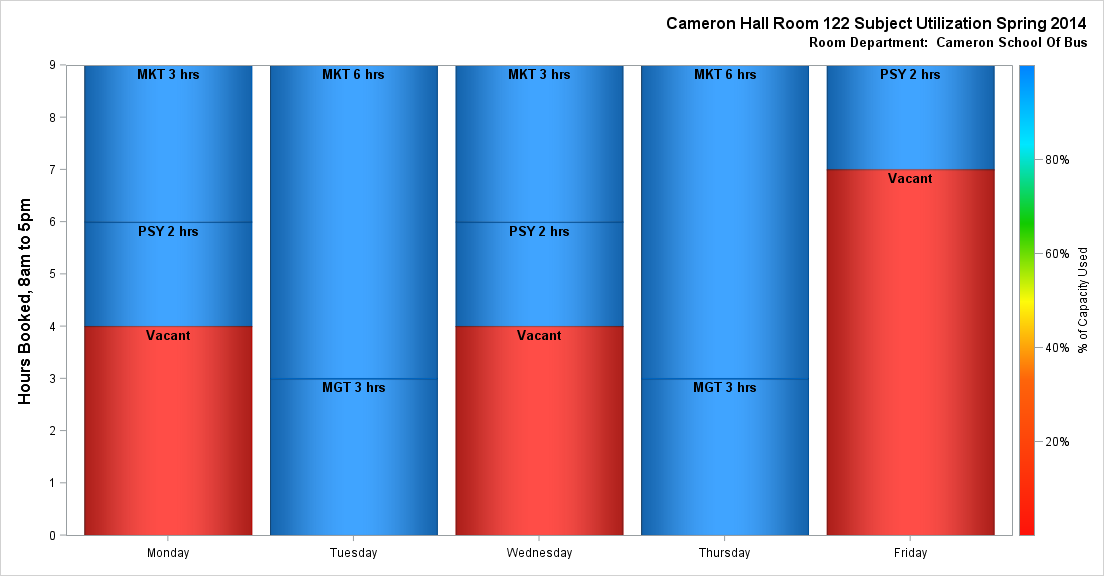 Cameron Hall Room 122 Subject Utilization Spring 2014
Room Department:  Cameron School Of Bus
Hours Booked, 8am to 5pm
9
8
7
6
5
4
3
2
1
0
MKT 3 hrs
PSY 2 hrs
Vacant
MKT 6 hrs
MGT 3 hrs
MKT 3 hrs
PSY 2 hrs
Vacant
MKT 6 hrs
MGT 3 hrs
PSY 2 hrs
Vacant
Monday
Tuesday
Wednesday
Thursday
Friday
80%
60%
40%
20%
% of Capacity Used